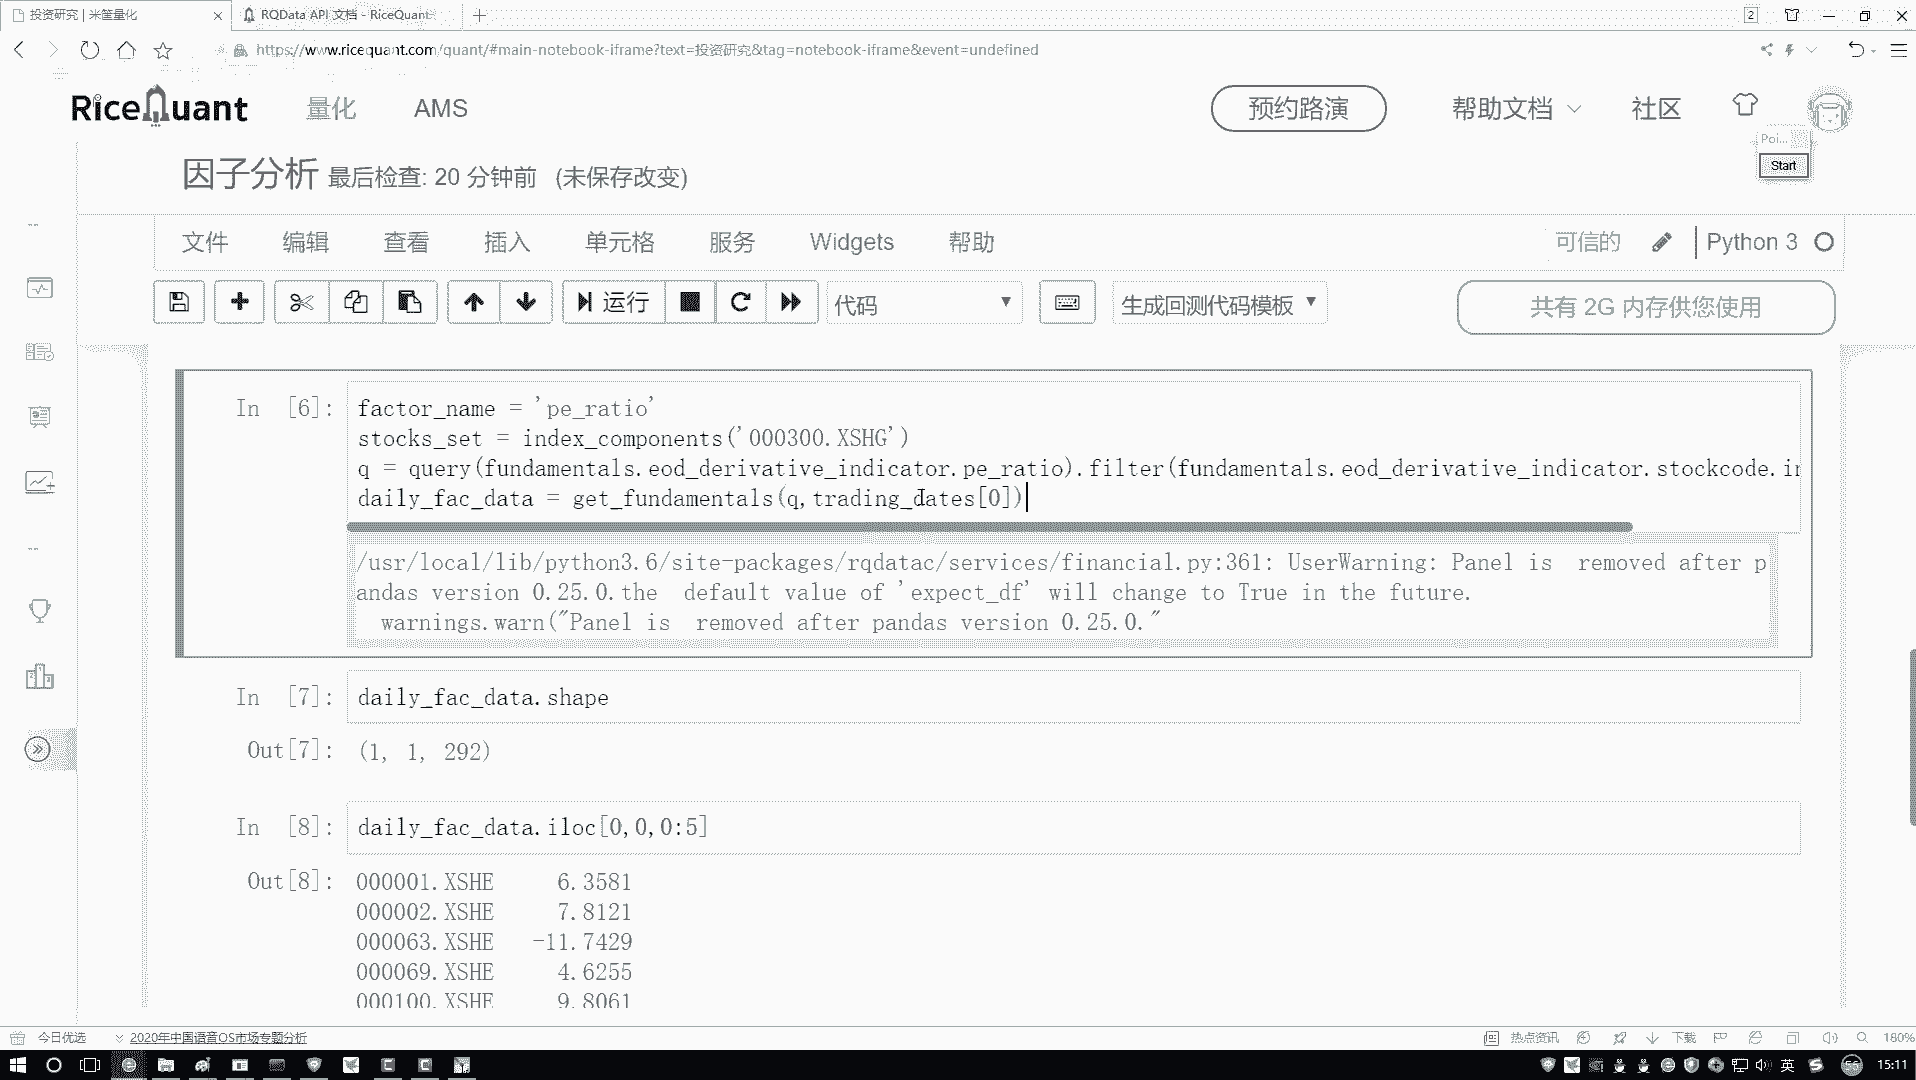 投资研究 | 米筐量化
RQData API 文档 - RiceQuant
2
https://www.ricequant.com/quant/#main-notebook-iframe?text=投资研究&tag=notebook-iframe&event=undefined
RiceQuant
量化
AMS
预约路演
帮助文档
社区
Poi...
Start
因子分析 最后检查: 20 分钟前 (未保存改变)
文件 编辑 查看 插入 单元格 服务 Widgets 帮助
可信的
Python 3
运行
代码
生成回测代码模板
共有 2G 内存供您使用
In [6]:
factor_name = 'pe_ratio'
stocks_set = index_components('000300.XSHG')
q = query(fundamentals.eod_derivative_indicator.pe_ratio).filter(fundamentals.eod_derivative_indicator.stockcode.in
daily_fac_data = get_fundamentals(q,trading_dates[0])
/usr/local/lib/python3.6/site-packages/rqdatac/services/financial.py:361: UserWarning: Panel is  removed after p
andas version 0.25.0.the  default value of 'expect_df' will change to True in the future.
  warnings.warn("Panel is  removed after pandas version 0.25.0."
In [7]:
daily_fac_data.shape
Out[7]:
(1, 1, 292)
In [8]:
daily_fac_data.iloc[0,0,0:5]
Out[8]:
000001.XSHE 6.3581
000002.XSHE 7.8121
000063.XSHE -11.7429
000069.XSHE 4.6255
000100.XSHE 9.8061
今日优选
2020年中国语音OS市场专题分析
热点资讯
下载
180%
英
56
15:11